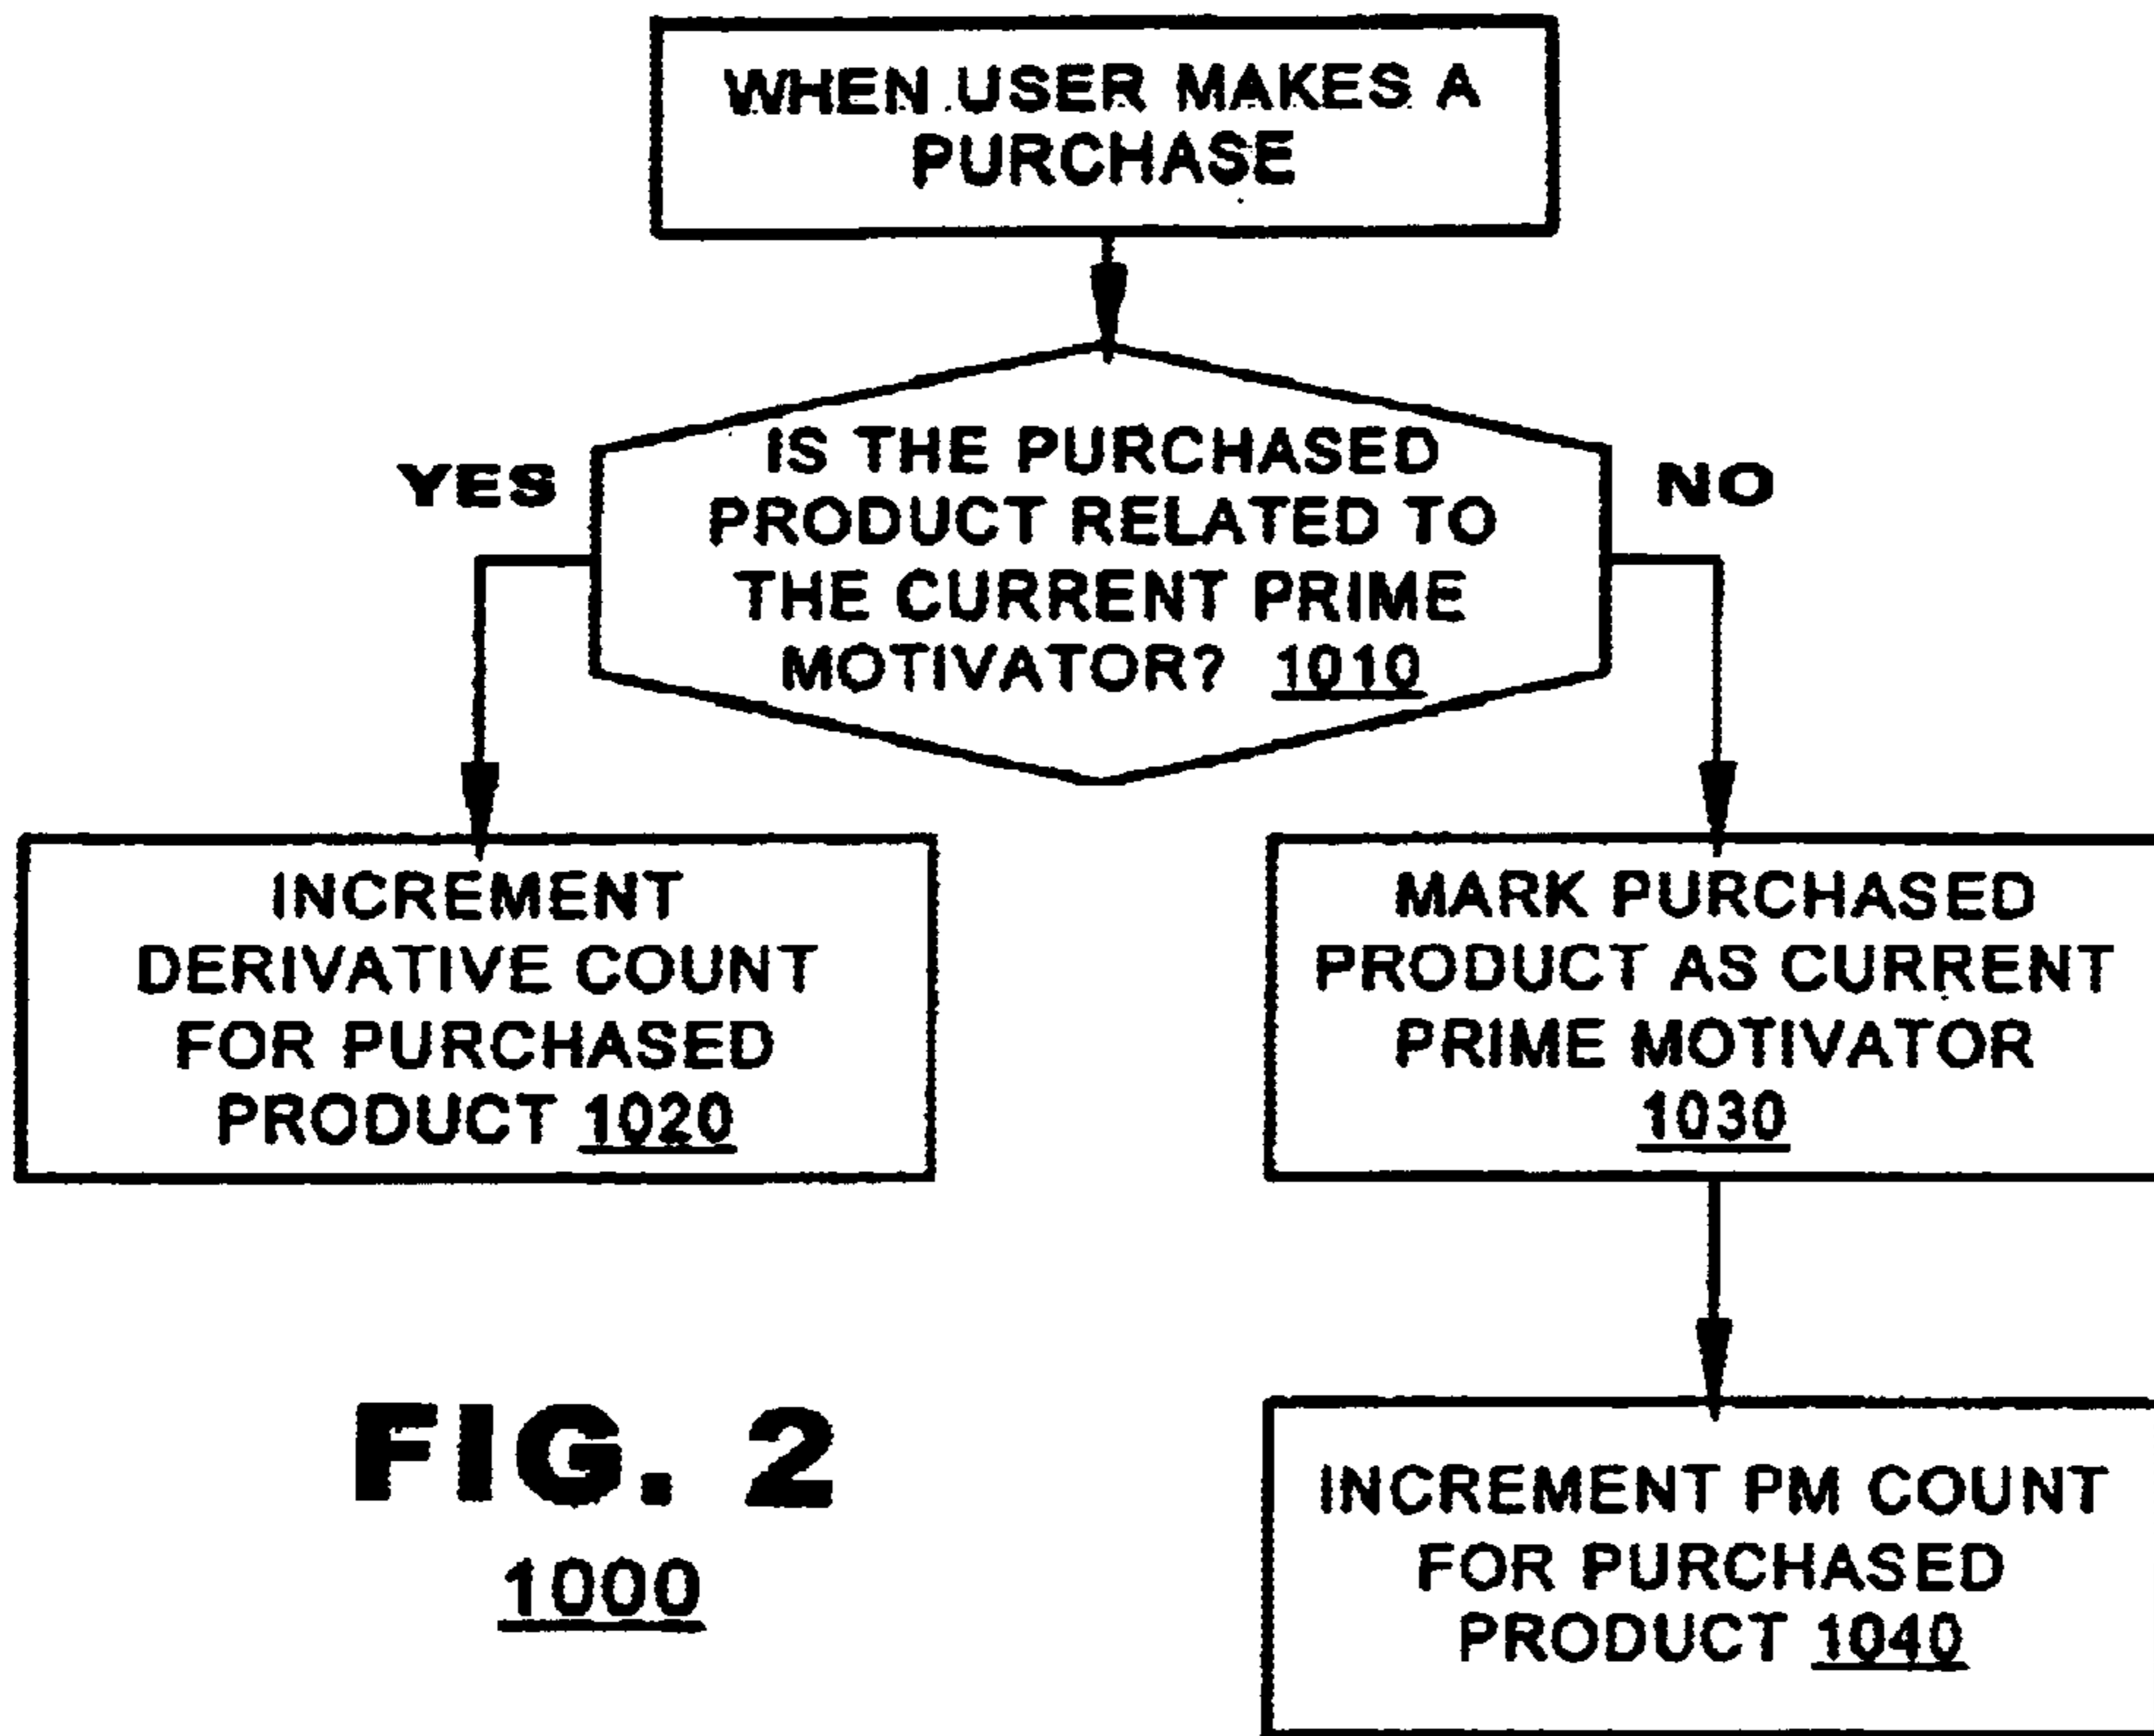 WHEN USER MAKES A
PURCHASE
IS THE PURCHASED
PRODUCT RELATED TO
THE CURRENT PRIME
MOTIVATOR? 1010
YES
NO
INCREMENT
DERIVATIVE COUNT
FOR PURCHASED
PRODUCT 1020
MARK PURCHASED
PRODUCT AS CURRENT
PRIME MOTIVATOR
1030
INCREMENT PM COUNT
FOR PURCHASED
PRODUCT 1040
FIG. 2
1000